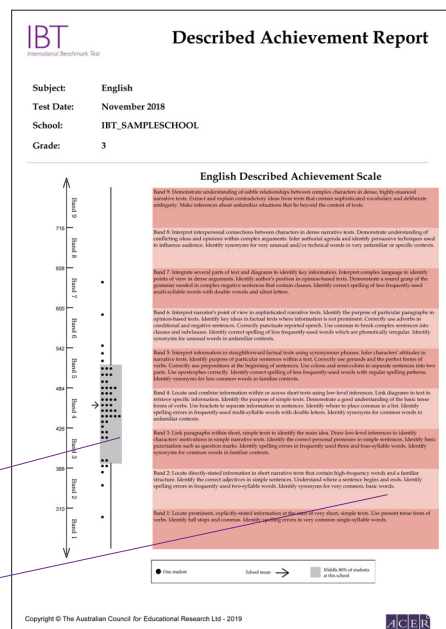 IBT
International Benchmark Test
Described Achievement Report
Subject: English
Test Date: November 2018
School: IBT_SAMPLESCHOOL
Grade: 3
English Described Achievement Scale
Band 9
716
Band 8
658
Band 7
600
Band 6
542
Band 5
484
Band 4
426
Band 3
368
Band 2
310
Band 1
Band 9: Demonstrate understanding of subtle relationships between complex characters in dense, highly-nuanced
narrative texts. Extract and explain contradictory ideas from texts that contain sophisticated vocabulary and deliberate
ambiguity. Make inferences about unfamiliar situations that lie beyond the content of texts.
Band 8: Interpret interpersonal connections between characters in dense narrative texts. Demonstrate understanding of
conflicting ideas and opinions within complex arguments. Infer authorial agenda and identify persuasive techniques used
to influence audience. Identify synonyms for very unusual and/or technical words in very unfamiliar or specific contexts.
Band 7: Integrate several parts of text and diagrams to identify key information. Interpret complex language to identify
points of view in dense arguments. Identify author's position in opinion-based texts. Demonstrate a sound grasp of the
grammar needed in complex negative sentences that contain clauses. Identify correct spelling of less frequently-used
multi-syllable words with double vowels and silent letters.
Band 6: Interpret narrator's point of view in sophisticated narrative texts. Identify the purpose of particular paragraphs in
opinion-based texts. Identify key ideas in factual texts where information is not prominent. Correctly use adverbs in
conditional and negative sentences. Correctly punctuate reported speech. Use commas to break complex sentences into
clauses and subclauses. Identify correct spelling of less frequently-used words which are phonetically irregular. Identify
synonyms for unusual words in unfamiliar contexts.
Band 5: Interpret information in straightforward factual texts using synonymous phrases. Infer characters' attitudes in
narrative texts. Identify purpose of particular sentences within a text. Correctly use gerunds and the perfect forms of
verbs. Correctly use prepositions at the beginning of sentences. Use colons and semi-colons to separate sentences into two
parts. Use apostrophes correctly. Identify correct spelling of less frequently-used words with regular spelling patterns.
Identify synonyms for less common words in familiar contexts.
Band 4: Locate and combine information within or across short texts using low-level inferences. Link diagrams to text to
retrieve specific information. Identify the purpose of simple texts. Demonstrate a good understanding of the basic tense
forms of verbs. Use brackets to separate information in sentences. Identify where to place commas in a list. Identify
spelling errors in frequently used multi-syllable words with double letters. Identify synonyms for common words in
unfamiliar contexts.
Band 3: Link paragraphs within short, simple texts to identify the main idea. Draw low-level inferences to identify
characters' motivations in simple narrative texts. Identify the correct personal pronouns in simple sentences. Identify basic
punctuation such as question marks. Identify spelling errors in frequently used three and four-syllable words. Identify
synonyms for common words in familiar contexts.
Band 2: Locate directly-stated information in short narrative texts that contain high-frequency words and a familiar
structure. Identify the correct adjectives in simple sentences. Understand where a sentence begins and ends. Identify
spelling errors in frequently used two-syllable words. Identify synonyms for very common, basic words.
Band 1: Locate prominent, explicitly-stated information at the start of very short, simple texts. Use present tense form of
verbs. Identify full stops and commas. Identify spelling errors in very common single-syllable words.
One student
School mean
Middle 80% of students
at this school
Copyright © The Australian Council for Educational Research Ltd - 2019
ACER